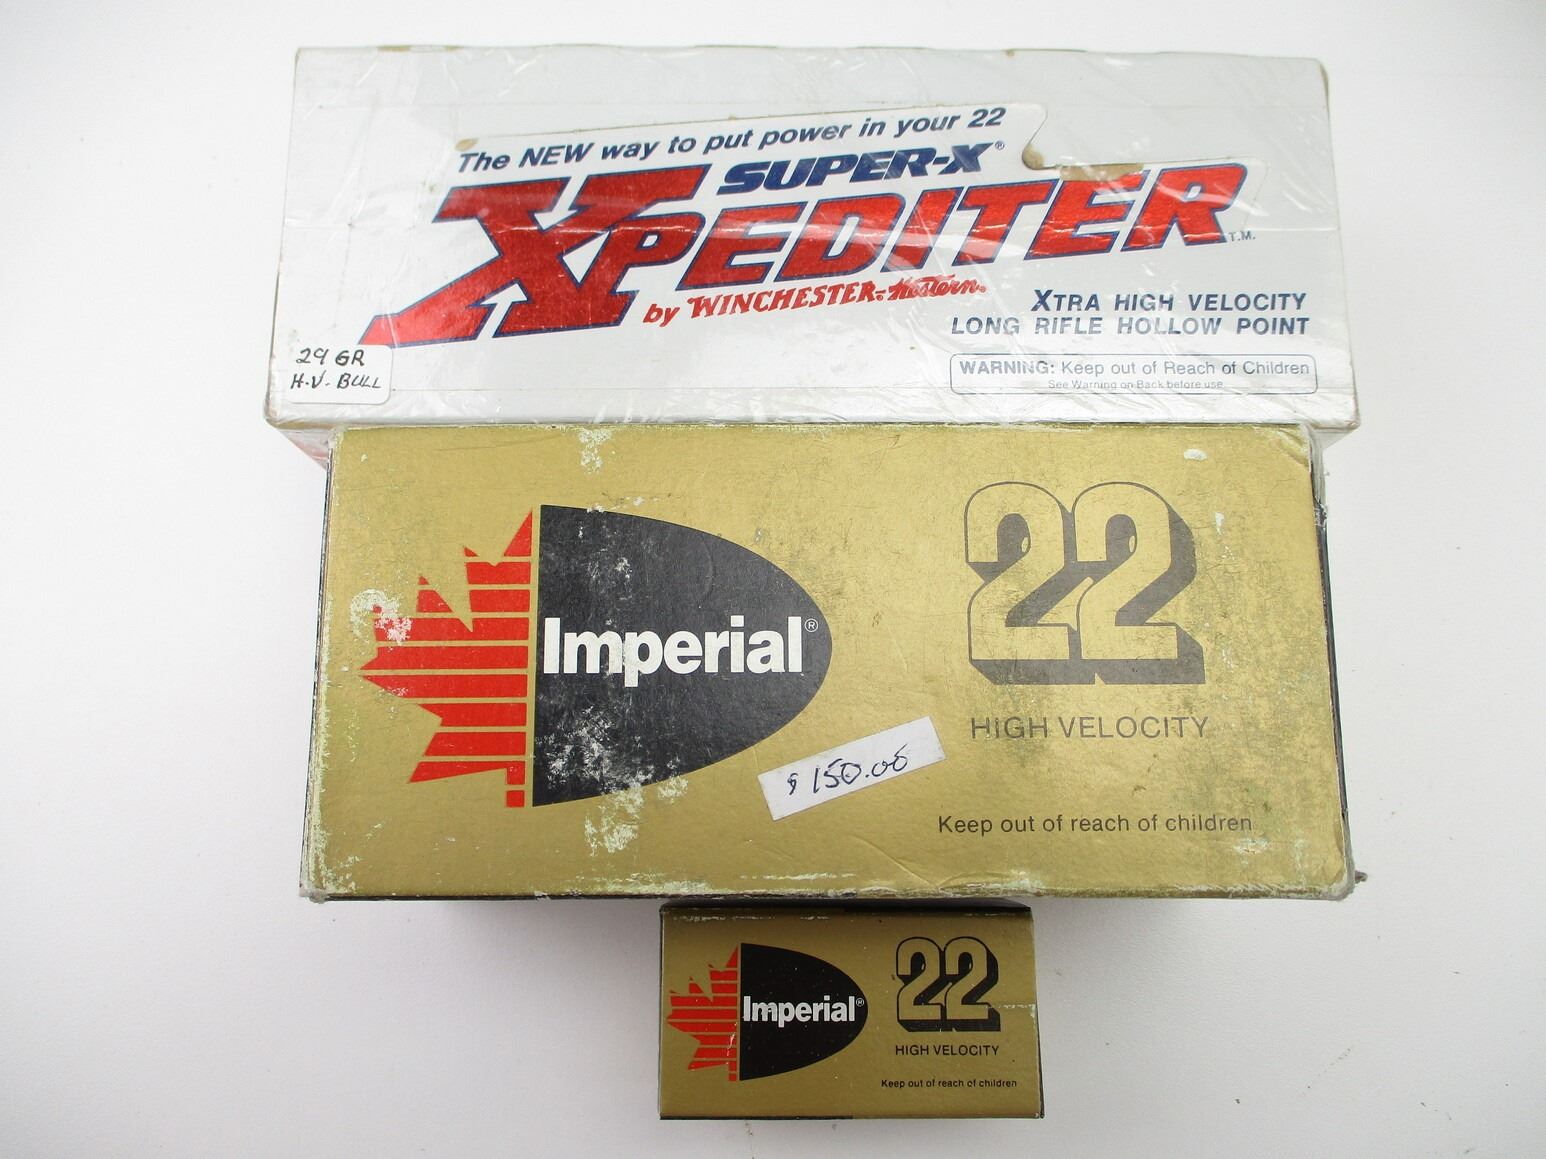 The NEW way to put power in your 22
SUPER-X®
XPEDITER T.M.
by WINCHESTER-Western.
XTRA HIGH VELOCITY
LONG RIFLE HOLLOW POINT
WARNING: Keep out of Reach of Children
See Warning on Back before use
29 GR
H.V. BULL
22
Imperial®
HIGH VELOCITY
$150.00
Keep out of reach of children
22
Imperial®
HIGH VELOCITY
Keep out of reach of children